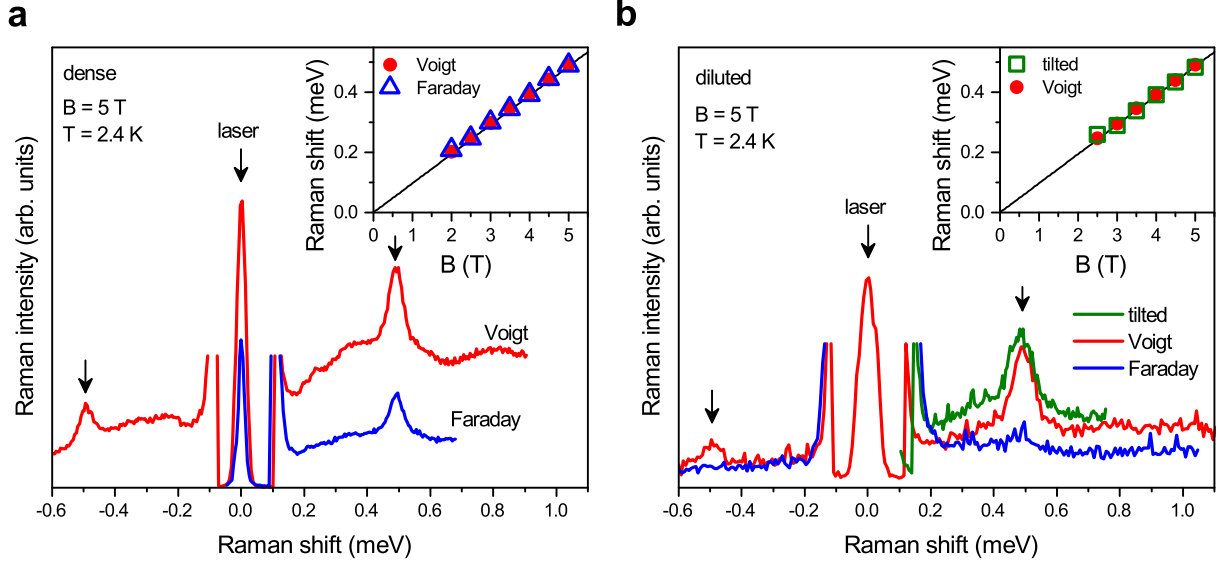 a
dense
B = 5 T
T = 2.4 K
laser
Voigt
Faraday
Raman shift (meV)
0.4
0.2
0.0
0 1 2 3 4 5
B (T)
Voigt
Faraday
Raman intensity (arb. units)
-0.6 -0.4 -0.2 0.0 0.2 0.4 0.6 0.8 1.0
Raman shift (meV)
b
diluted
B = 5 T
T = 2.4 K
laser
tilted
Voigt
Raman shift (meV)
0.4
0.2
0.0
0 1 2 3 4 5
B (T)
tilted
Voigt
Faraday
Raman intensity (arb. units)
-0.6 -0.4 -0.2 0.0 0.2 0.4 0.6 0.8 1.0
Raman shift (meV)